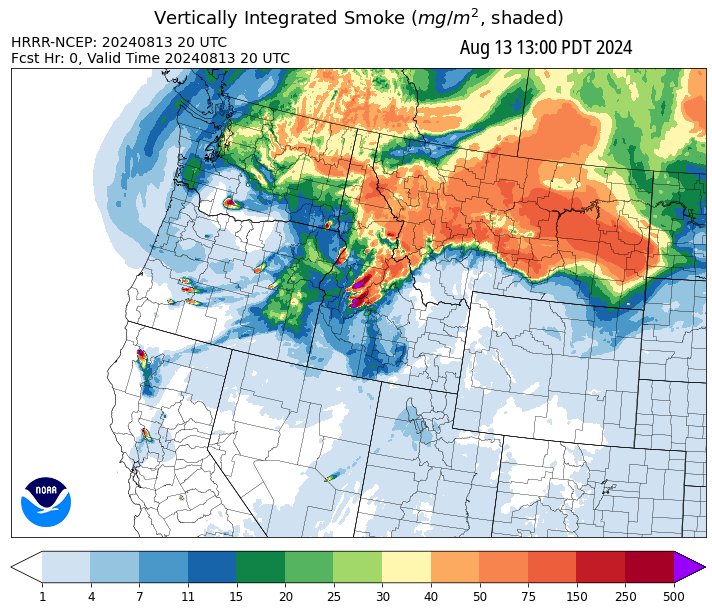 Vertically Integrated Smoke (mg/m², shaded)
HRRR-NCEP: 20240813 20 UTC
Aug 13 13:00 PDT 2024
Fcst Hr: 0, Valid Time 20240813 20 UTC
NOAA
1 4 7 11 15 20 25 30 40 50 75 150 250 500